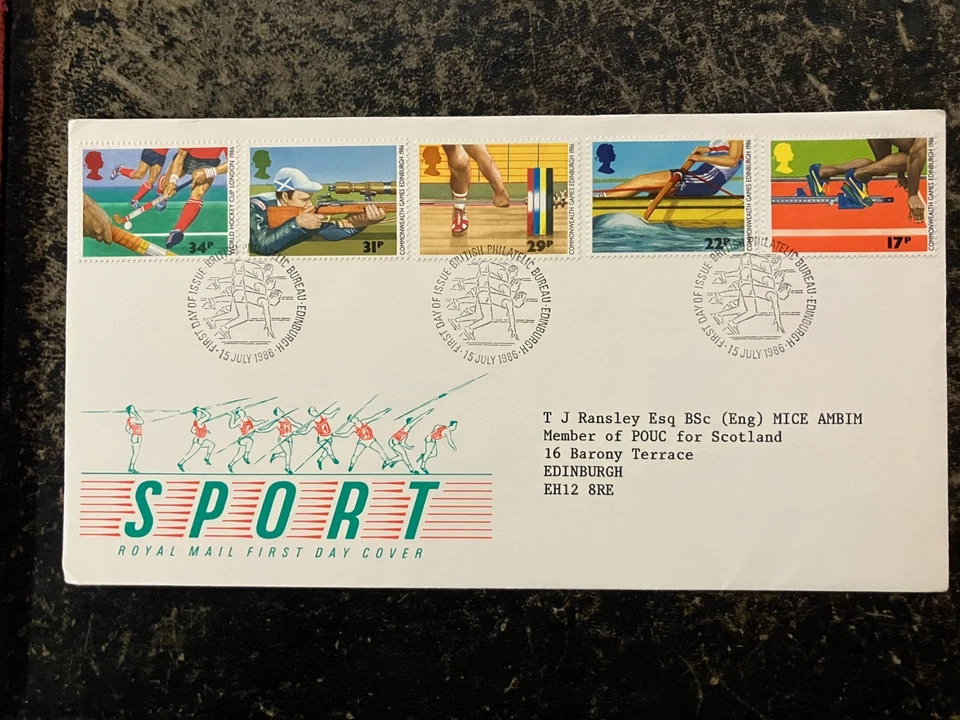 34P
WORLD HOCKEY CUP LONDON 1986
31P
COMMONWEALTH GAMES EDINBURGH 1986
29P
COMMONWEALTH GAMES EDINBURGH 1986
22P
COMMONWEALTH GAMES EDINBURGH 1986
17P
COMMONWEALTH GAMES EDINBURGH 1986
FIRST DAY OF ISSUE · BRITISH PHILATELIC BUREAU · EDINBURGH ·
15 JULY 1986
FIRST DAY OF ISSUE · BRITISH PHILATELIC BUREAU · EDINBURGH ·
15 JULY 1986
FIRST DAY OF ISSUE · BRITISH PHILATELIC BUREAU · EDINBURGH ·
15 JULY 1986
T J Ransley Esq BSc (Eng) MICE AMBIM
Member of POUC for Scotland
16 Barony Terrace
EDINBURGH
EH12 8RE
SPORT
ROYAL MAIL FIRST DAY COVER